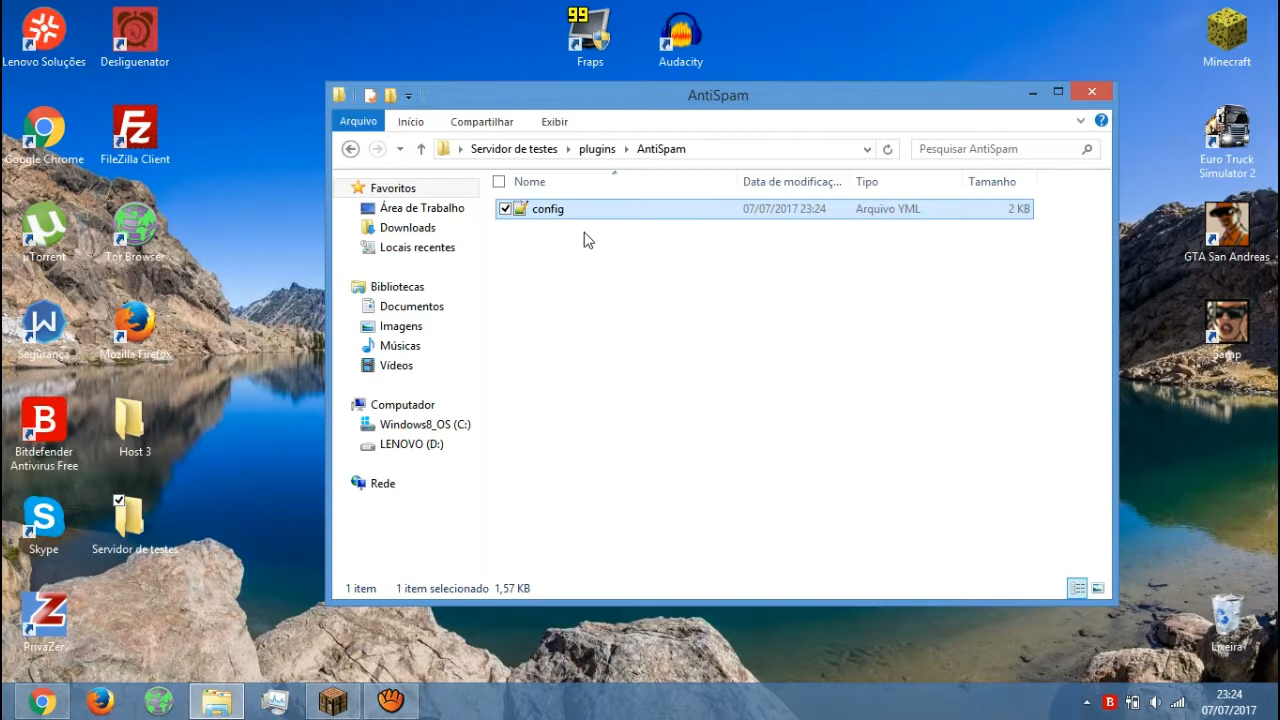 Lenovo Soluções
Desliguenator
99
Fraps
Audacity
Minecraft
Google Chrome
FileZilla Client
Euro Truck
Simulator 2
µTorrent
Tor Browser
GTA San Andreas
Segurança
Mozilla Firefox
Samp
Bitdefender
Antivirus Free
Host 3
Skype
Servidor de testes
PrivaZer
Lixeira
AntiSpam
Arquivo
Início
Compartilhar
Exibir
Servidor de testes
plugins
AntiSpam
Pesquisar AntiSpam
Nome
Data de modificaç...
Tipo
Tamanho
config
07/07/2017 23:24
Arquivo YML
2 KB
Favoritos
Área de Trabalho
Downloads
Locais recentes
Bibliotecas
Documentos
Imagens
Músicas
Vídeos
Computador
Windows8_OS (C:)
LENOVO (D:)
Rede
1 item
1 item selecionado 1,57 KB
23:24
07/07/2017